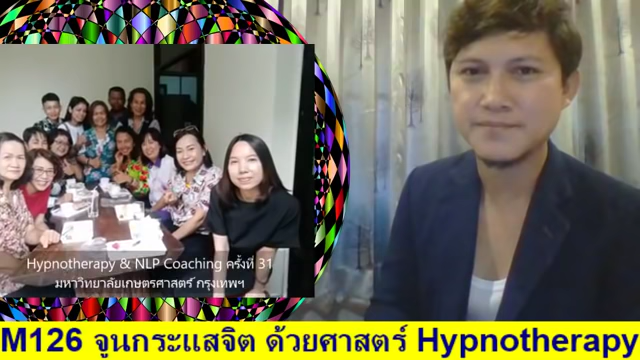 Hypnotherapy & NLP Coaching ครั้งที่ 31
มหาวิทยาลัยเกษตรศาสตร์ กรุงเทพฯ
M126 จูนกระแสจิต ด้วยศาสตร์ Hypnotherapy